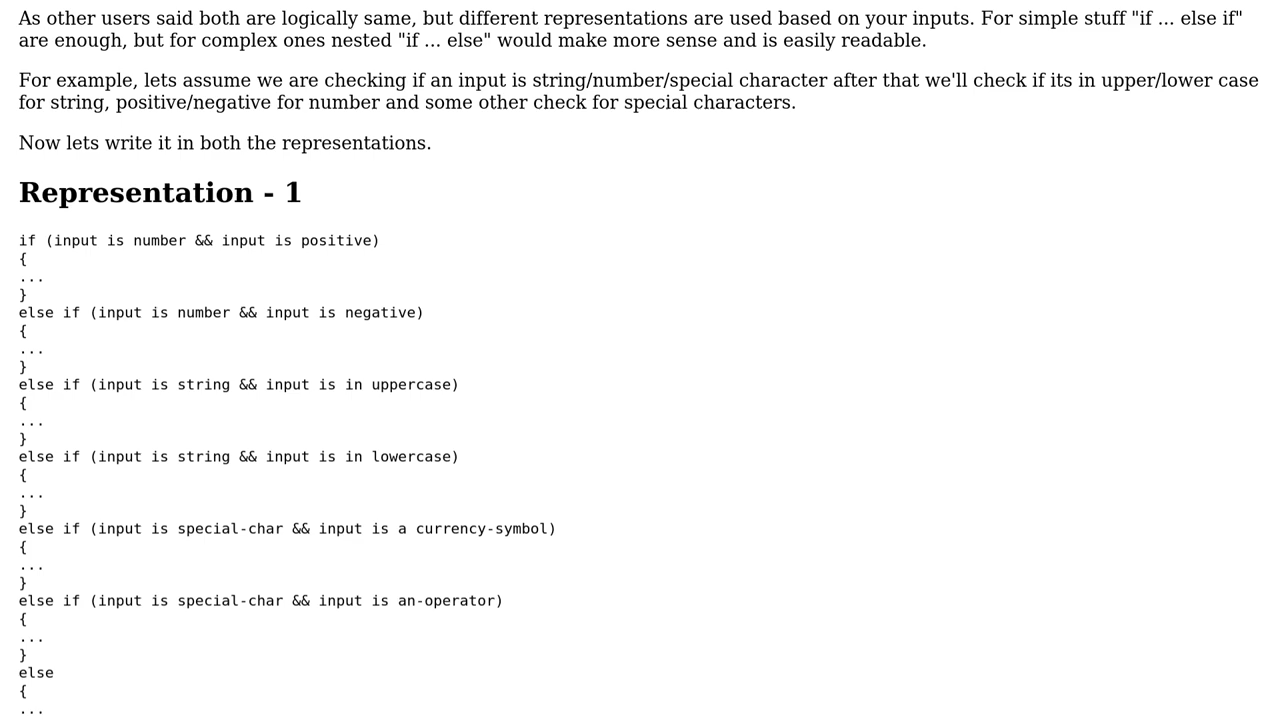 As other users said both are logically same, but different representations are used based on your inputs. For simple stuff "if ... else if"
are enough, but for complex ones nested "if ... else" would make more sense and is easily readable.
For example, lets assume we are checking if an input is string/number/special character after that we'll check if its in upper/lower case
for string, positive/negative for number and some other check for special characters.
Now lets write it in both the representations.
Representation - 1
if (input is number && input is positive)
{
...
}
else if (input is number && input is negative)
{
...
}
else if (input is string && input is in uppercase)
{
...
}
else if (input is string && input is in lowercase)
{
...
}
else if (input is special-char && input is a currency-symbol)
{
...
}
else if (input is special-char && input is an-operator)
{
...
}
else
{
...